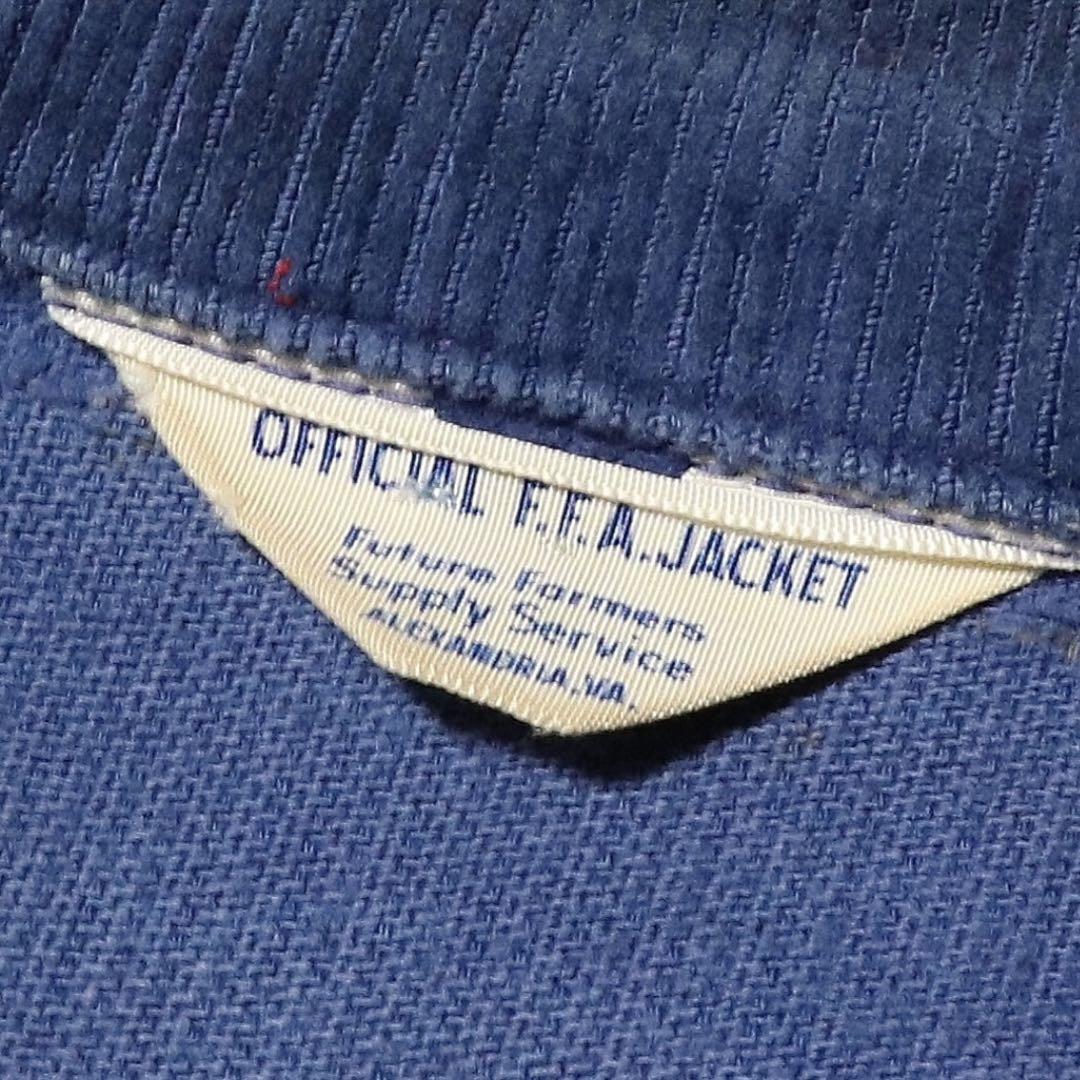 OFFICIAL F.F.A. JACKET
Future Farmers
Supply Service
ALEXANDRIA, VA.